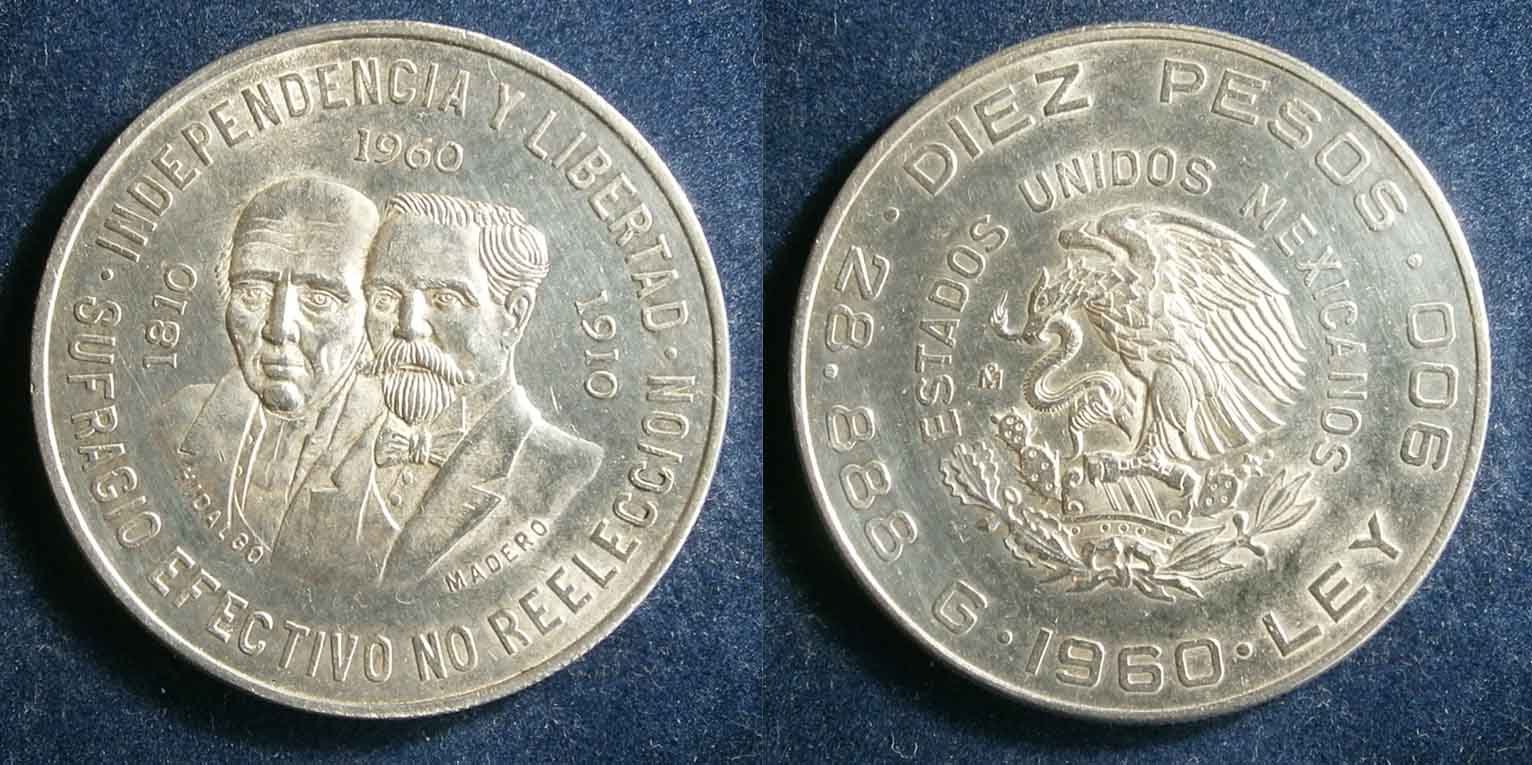 · INDEPENDENCIA Y LIBERTAD ·
SUFRAGIO EFECTIVO NO REELECCION
1960
1810
1910
HIDALGO
MADERO
· DIEZ PESOS ·
900
LEY
· 1960 ·
28.888 G
ESTADOS UNIDOS MEXICANOS
M